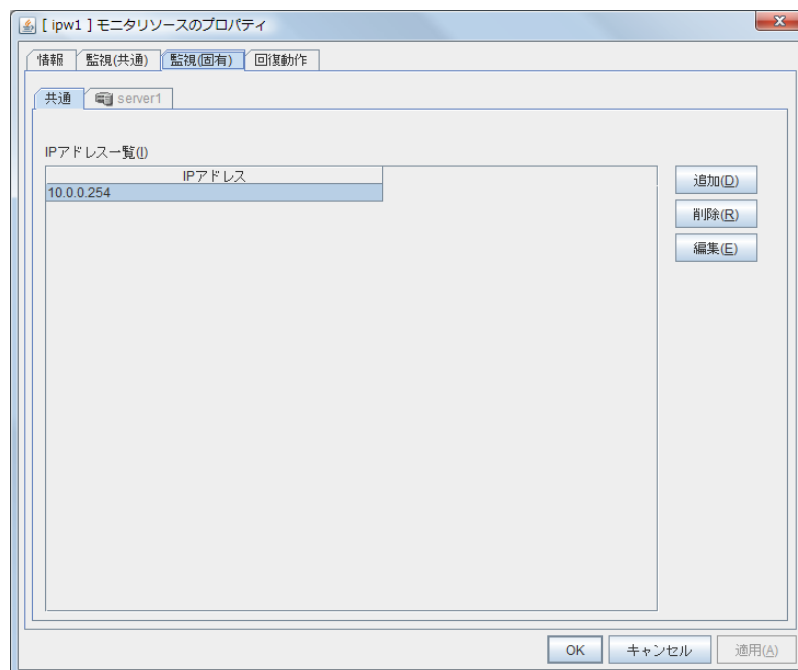 [ ipw1 ] モニタリソースのプロパティ
情報 監視(共通) 監視(固有) 回復動作
共通 server1
IPアドレス一覧(I)
IPアドレス
10.0.0.254
追加(D)
削除(R)
編集(E)
OK キャンセル 適用(A)